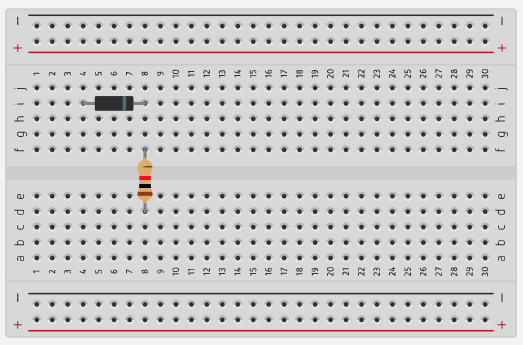 − −
+ +
1 2 3 4 5 6 7 8 9 10 11 12 13 14 15 16 17 18 19 20 21 22 23 24 25 26 27 28 29 30
j j
i i
h h
g g
f f
e e
d d
c c
b b
a a
1 2 3 4 5 6 7 8 9 10 11 12 13 14 15 16 17 18 19 20 21 22 23 24 25 26 27 28 29 30
− −
+ +